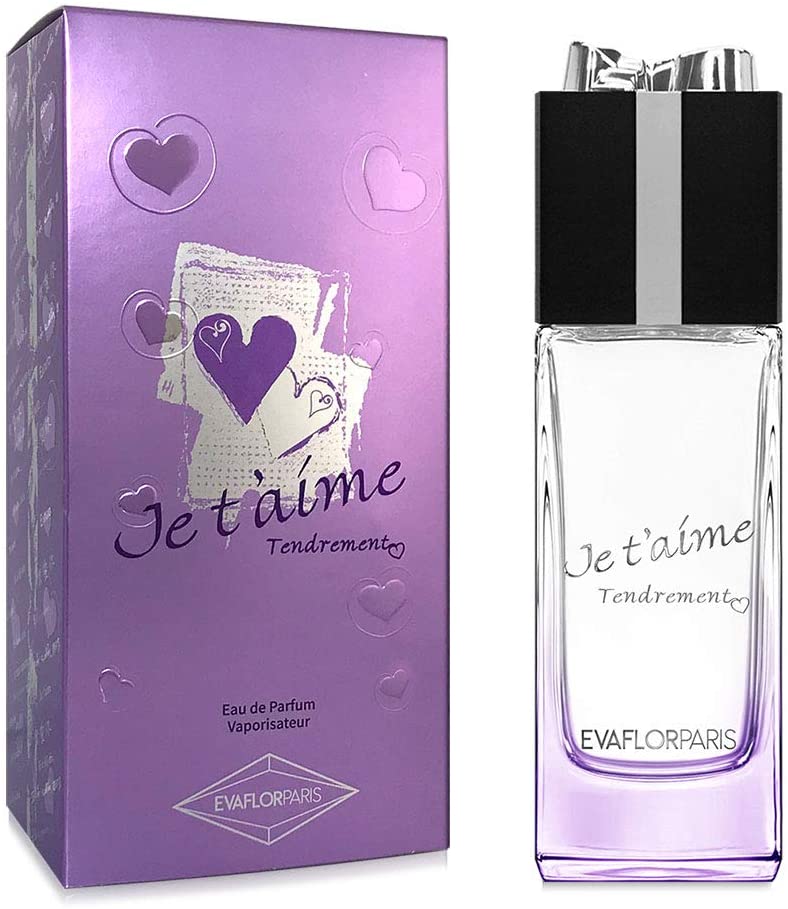 Je t'aime
Tendrement
Eau de Parfum
Vaporisateur
EVAFLORPARIS
Je t'aime
Tendrement
EVAFLORPARIS